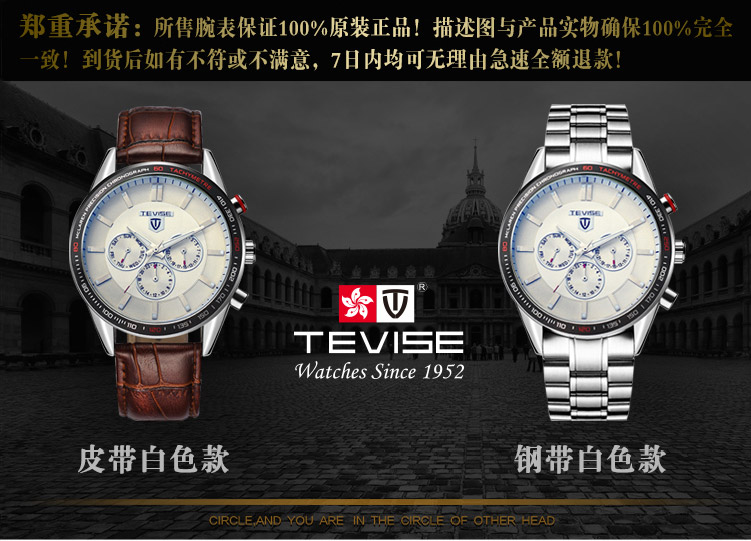 郑重承诺：所售腕表保证100%原装正品！描述图与产品实物确保100%完全
一致！到货后如有不符或不满意，7日内均可无理由急速全额退款！
TEVISE
TEVISE
®
TEVISE
Watches Since 1952
皮带白色款
钢带白色款
CIRCLE,AND YOU ARE IN THE CIRCLE OF OTHER HEAD